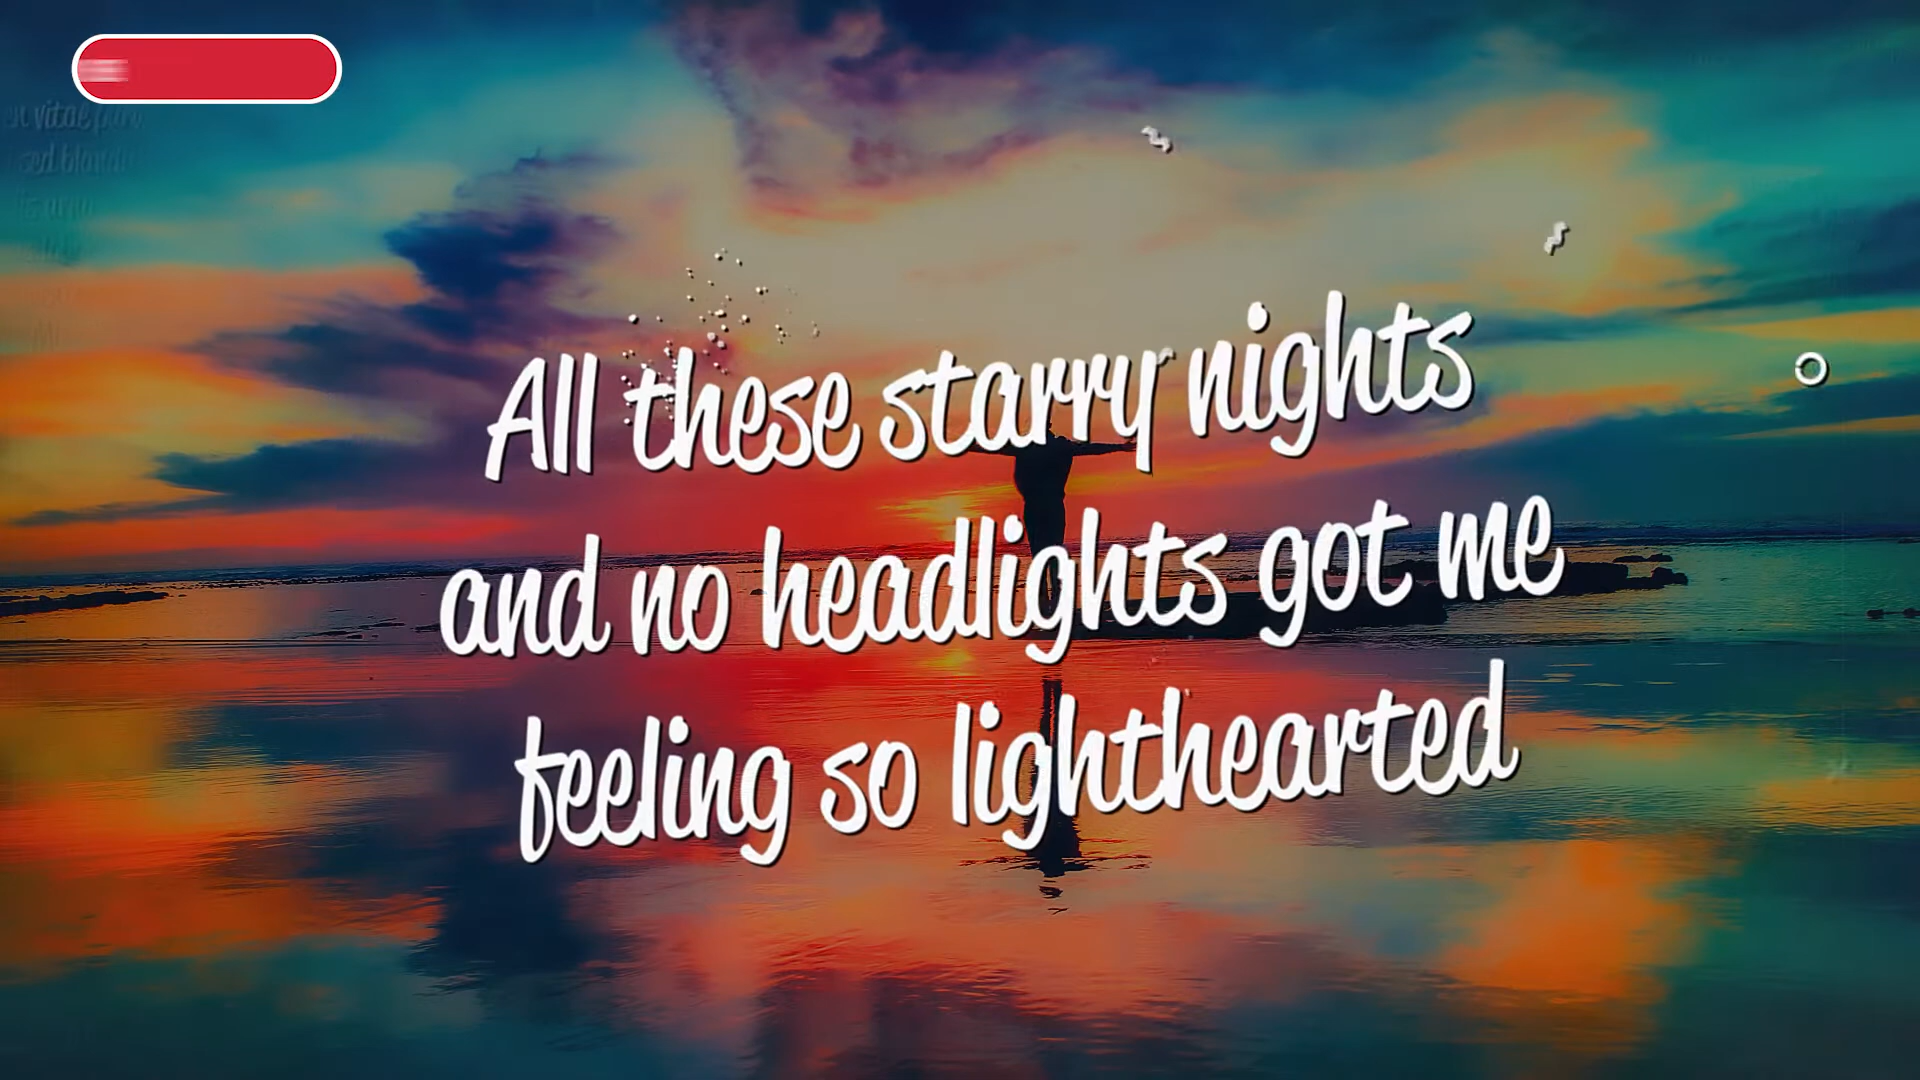 All these starry nights
and no headlights got me
feeling so lighthearted